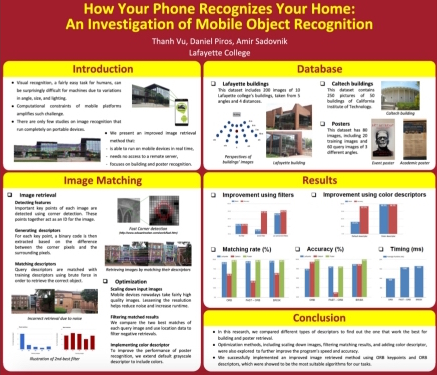 How Your Phone Recognizes Your Home:
An Investigation of Mobile Object Recognition
Thanh Vu, Daniel Piros, Amir Sadovnik
Lafayette College
Introduction
Visual recognition, a fairly easy task for humans, can
be surprisingly difficult for machines due to variations
in angle, size, and lighting.
Computational constraints of mobile platforms
amplifies such challenge.
There are only few studies on image recognition that
run completely on portable devices.
We present an improved image retrieval
method that:
- is able to run on mobile devices in real time,
- needs no access to a remote server,
- focuses on building and poster recognition.
Database
Lafayette buildings
This dataset includes 200 images of 10
Lafayette college's buildings, taken from 5
angles and 4 distances.
Perspectives of
buildings' images
Lafayette building
Caltech buildings
This dataset contains
250 pictures of 50
buildings of California
Institute of Technology.
Caltech building
Posters
This dataset has 80
images, including 20
training images and
60 query images of 3
different angles.
Event poster
Academic poster
Image Matching
Image retrieval
Detecting features
Important key points of each image are
detected using corner detection. These
points together act as an ID for the image.
Generating descriptors
For each key point, a binary code is then
extracted based on the difference
between the corner pixels and the
surrounding pixels.
Matching descriptors
Query descriptors are matched with
training descriptors using brute force in
order to retrieve the correct object.
Incorrect retrieval due to noise
Illustration of 2nd-best filter
Fast Corner detection
Retrieving images by matching their descriptors
Optimization
Scaling down input images
Mobile devices nowadays take fairly high
quality images. Lessening the resolution
helps reduce noise and increase runtime.
Filtering matched results
We compare the two best matches of
each query image and use location data to
filter negative retrievals.
Implementing color descriptor
To improve the performance of poster
recognition, we extend default grayscale
descriptor to include colors.
Results
Improvement using filters
Improvement using color descriptors
Matching rate (%)
Accuracy (%)
Timing (ms)
Conclusion
In this research, we compared different types of descriptors to find out the one that work the best for
building and poster retrieval.
Optimization methods, including scaling down images, filtering matching results, and adding color descriptor,
were also explored to further improve the program's speed and accuracy.
We successfully implemented an improved image retrieval method using ORB keypoints and ORB
descriptors, which were showed to be the most suitable algorithms for our tasks.